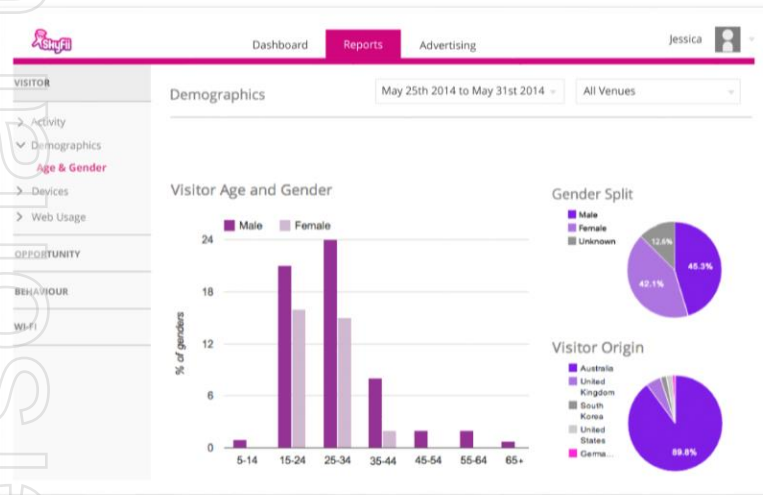 SkyFii
Dashboard
Reports
Advertising
Jessica
VISITOR
Activity
Demographics
Age & Gender
Devices
Web Usage
OPPORTUNITY
BEHAVIOUR
WI-FI
Demographics
May 25th 2014 to May 31st 2014
All Venues
Visitor Age and Gender
Male Female
% of genders
24
18
12
6
0
5-14 15-24 25-34 35-44 45-54 55-64 65+
Gender Split
Male
Female
Unknown
12.6%
45.3%
42.1%
Visitor Origin
Australia
United
Kingdom
South
Korea
United
States
Germa...
89.8%
ersonal u